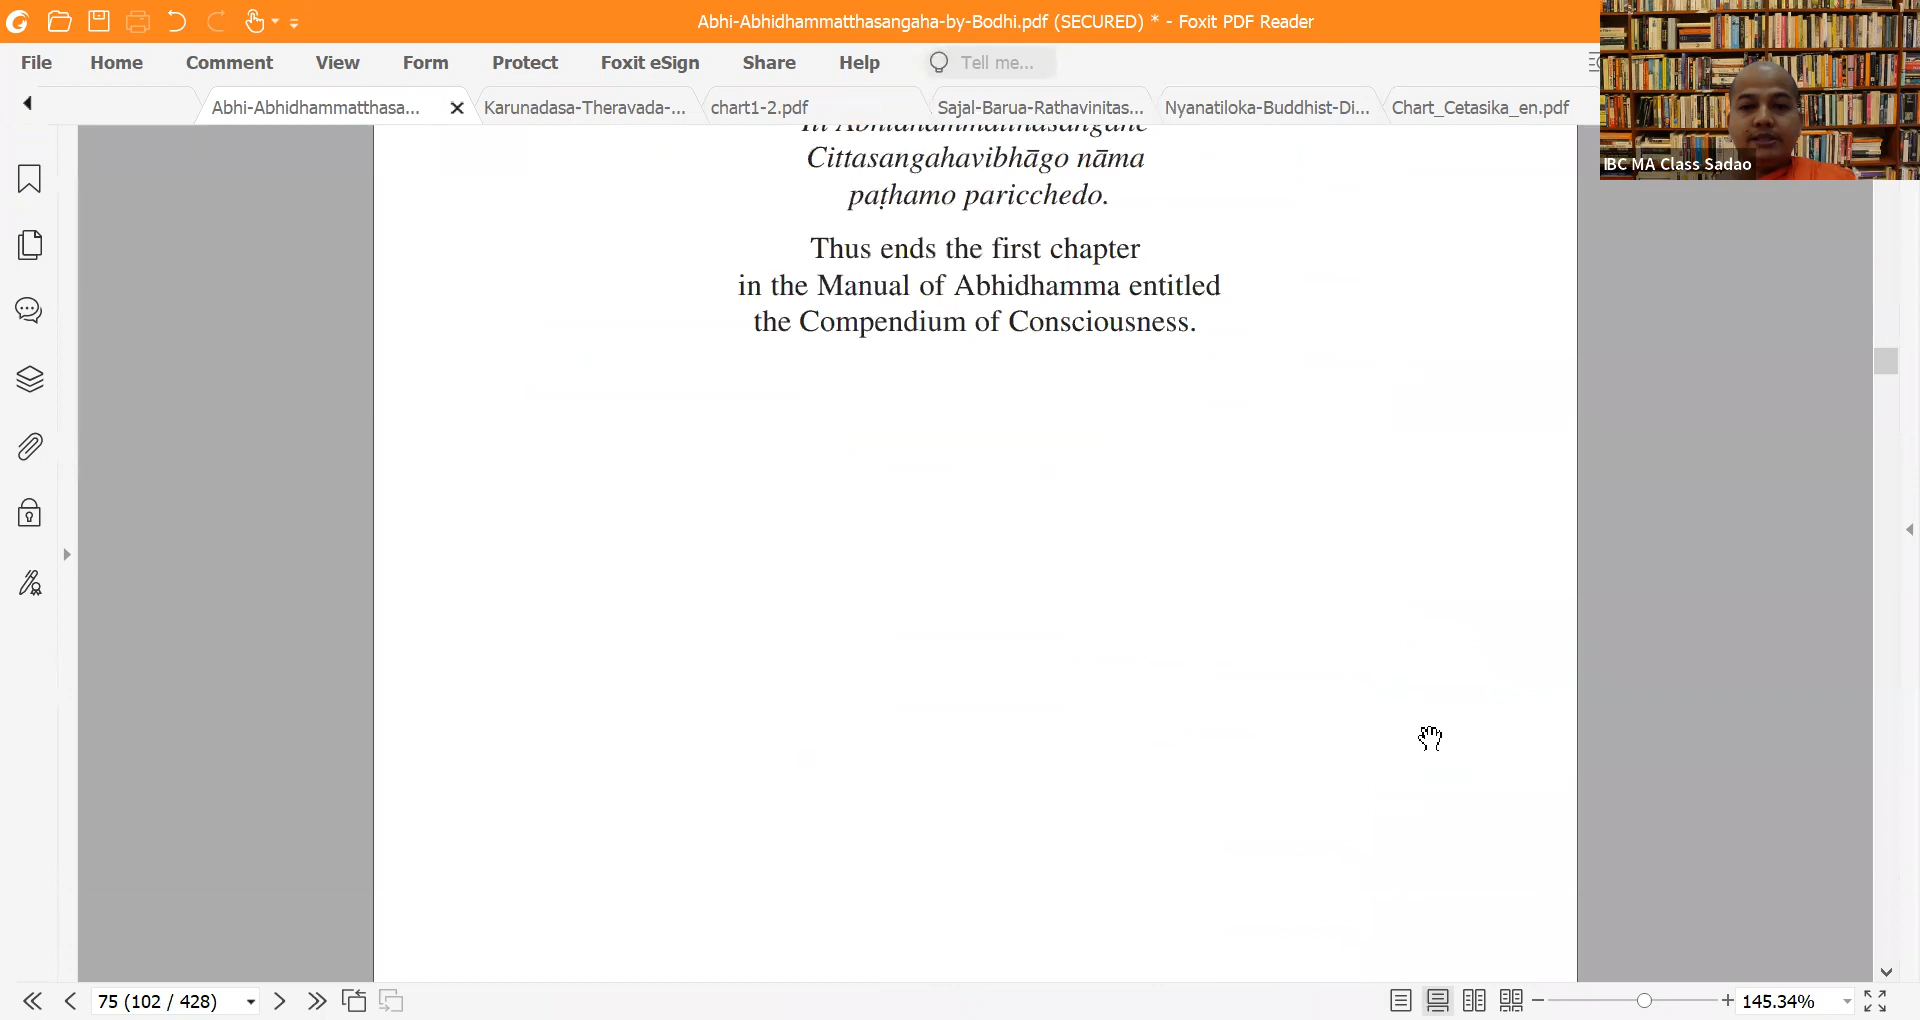 Abhi-Abhidhammatthasangaha-by-Bodhi.pdf (SECURED) * - Foxit PDF Reader
File Home Comment View Form Protect Foxit eSign Share Help Tell me...
Abhi-Abhidhammatthasa... Karunadasa-Theravada-... chart1-2.pdf Sajal-Barua-Rathavinitas... Nyanatiloka-Buddhist-Di... Chart_Cetasika_en.pdf
IBC MA Class Sadao
Iti Abhidhammatthasangahe
Cittasangahavibhāgo nāma
paṭhamo paricchedo.
Thus ends the first chapter
in the Manual of Abhidhamma entitled
the Compendium of Consciousness.
75 (102 / 428) 145.34%